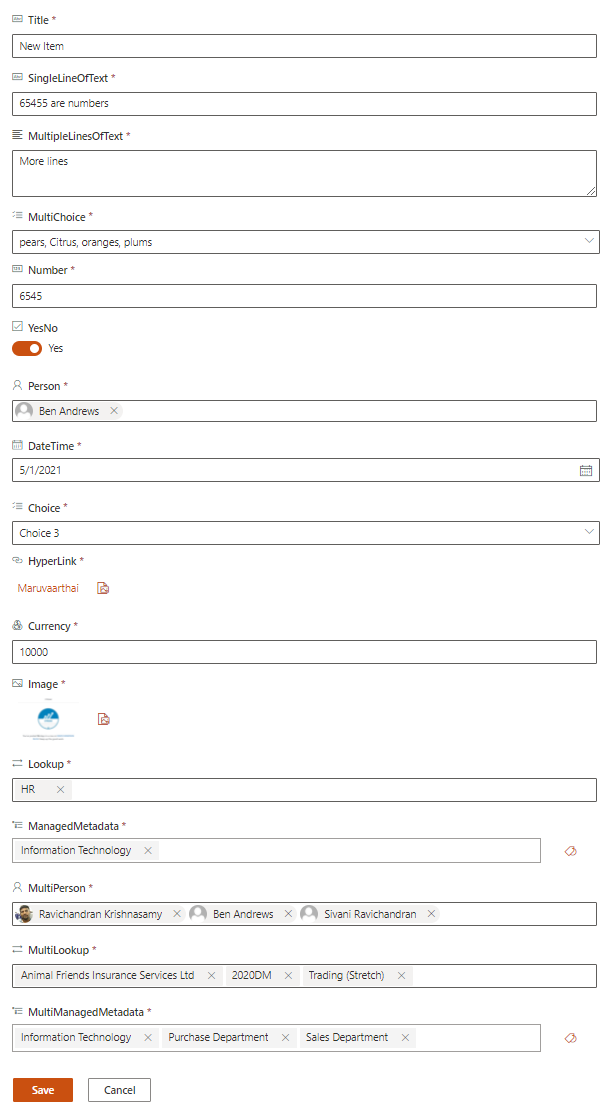 Title *
New Item
SingleLineOfText *
65455 are numbers
MultipleLinesOfText *
More lines
MultiChoice *
pears, Citrus, oranges, plums
Number *
6545
YesNo
Yes
Person *
Ben Andrews
DateTime *
5/1/2021
Choice *
Choice 3
HyperLink *
Maruvaarthai
Currency *
10000
Image *
Lookup *
HR
ManagedMetadata *
Information Technology
MultiPerson *
Ravichandran Krishnasamy Ben Andrews Sivani Ravichandran
MultiLookup *
Animal Friends Insurance Services Ltd 2020DM Trading (Stretch)
MultiManagedMetadata *
Information Technology Purchase Department Sales Department
Save Cancel